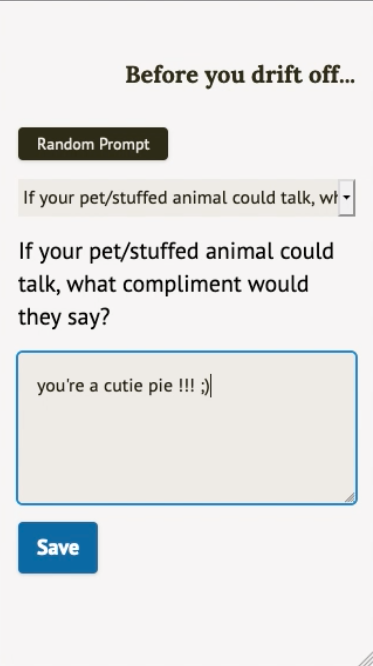 Before you drift off...
Random Prompt
If your pet/stuffed animal could talk, wh
If your pet/stuffed animal could
talk, what compliment would
they say?
you're a cutie pie !!! ;)
Save